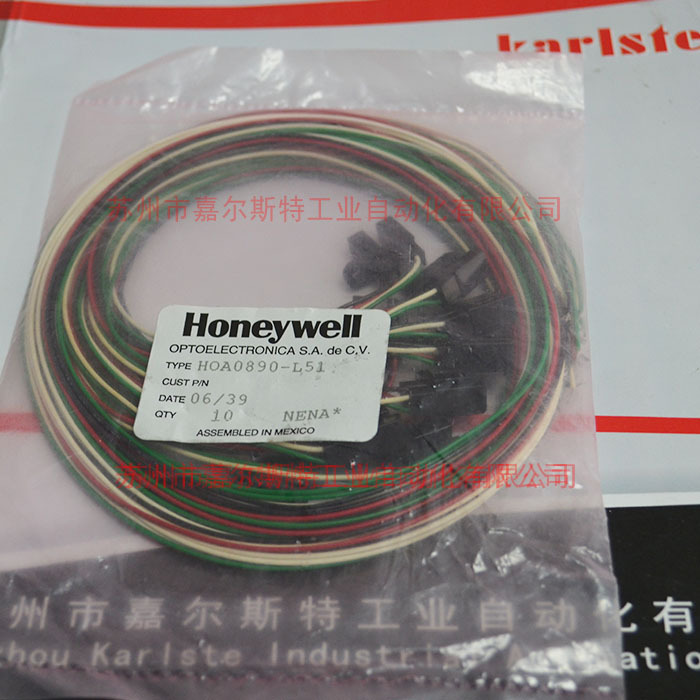 karlste
苏州市嘉尔斯特工业自动化有限公司
Honeywell
OPTOELECTRONICA S.A. de C.V.
TYPE HOA0890-L51
CUST P/N
DATE 06/39
QTY 10 NENA*
ASSEMBLED IN MEXICO
苏州市嘉尔斯特工业自动化有限公司
州市嘉尔斯特工业自动化有
zhou Karlste Industrial Automation